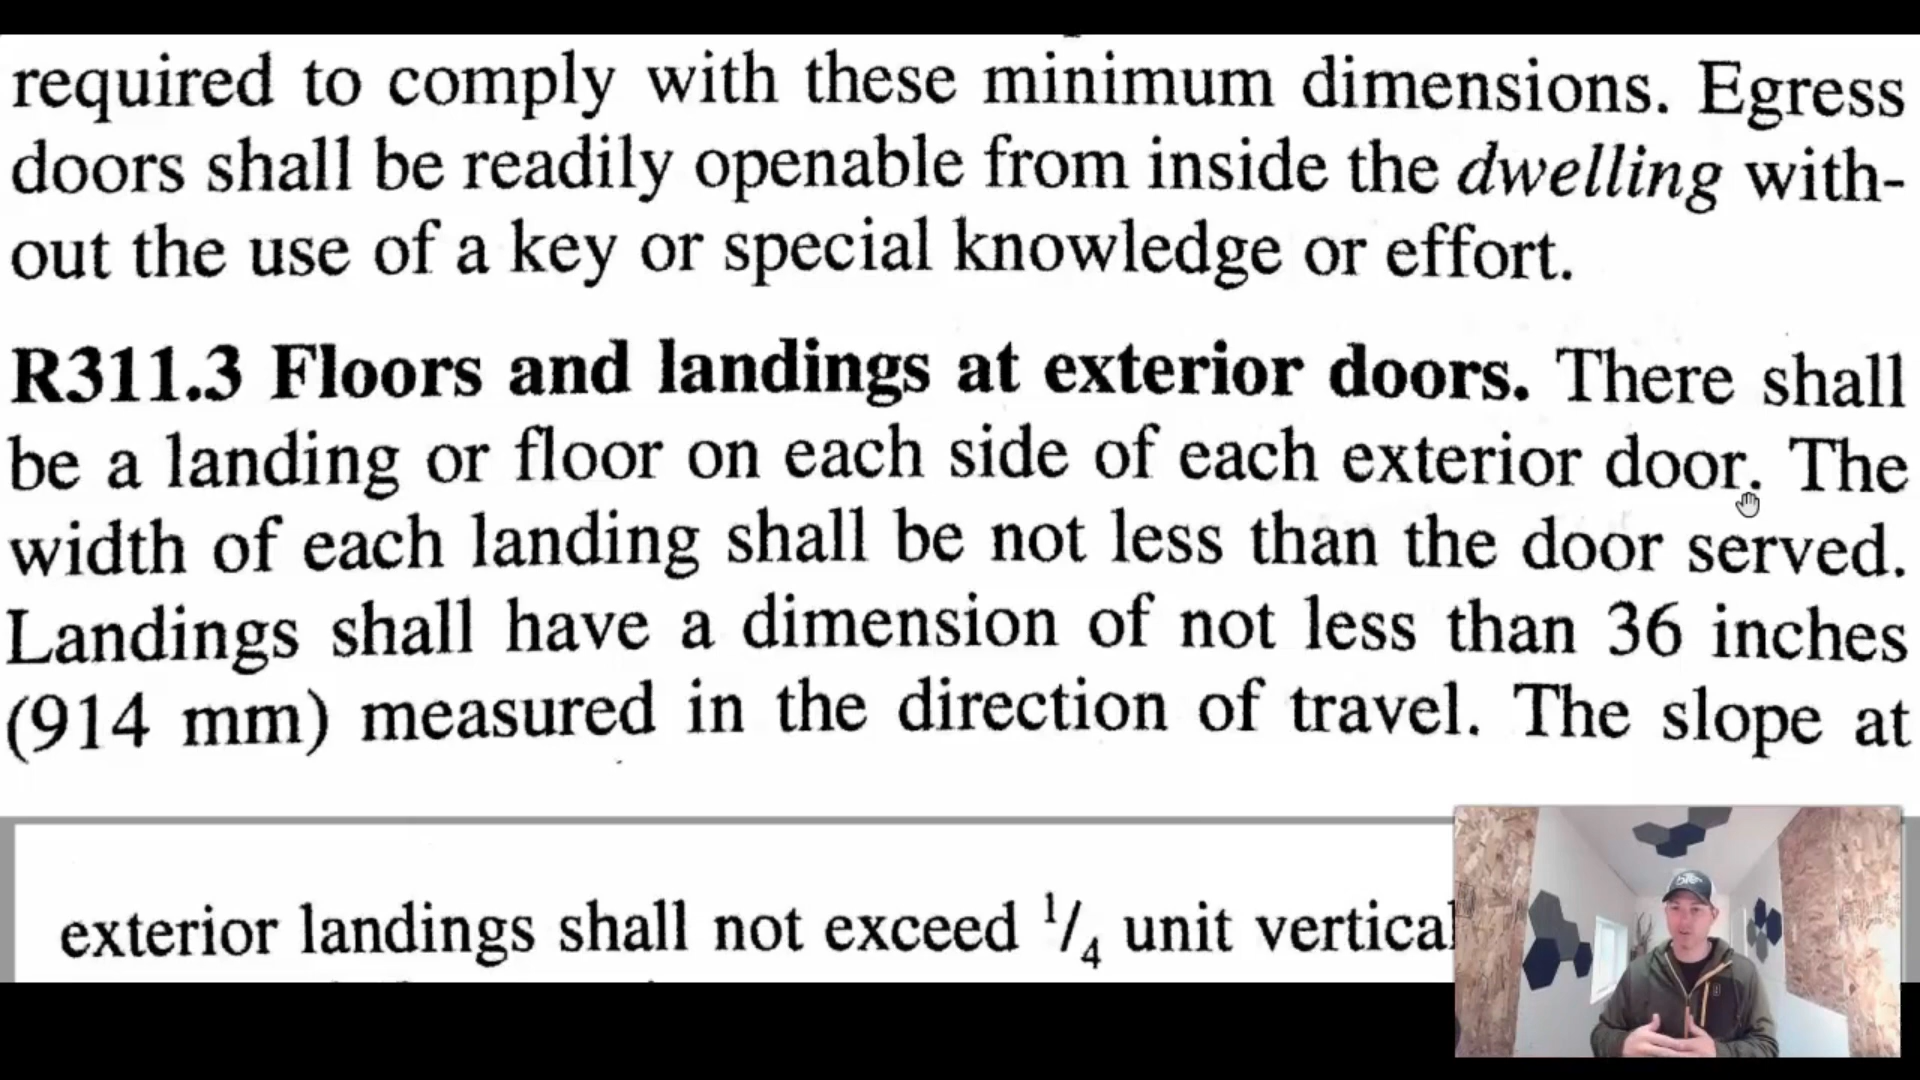 required to comply with these minimum dimensions. Egress
doors shall be readily openable from inside the dwelling with-
out the use of a key or special knowledge or effort.
R311.3 Floors and landings at exterior doors. There shall
be a landing or floor on each side of each exterior door. The
width of each landing shall be not less than the door served.
Landings shall have a dimension of not less than 36 inches
(914 mm) measured in the direction of travel. The slope at
exterior landings shall not exceed 1/4 unit vertical